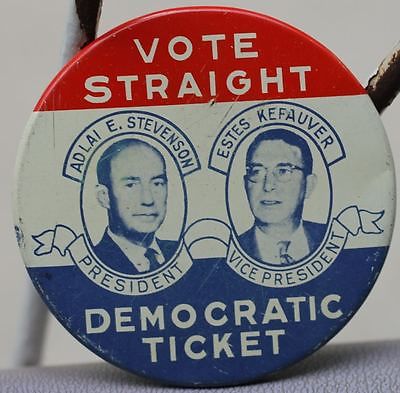 VOTE
STRAIGHT
ADLAI E. STEVENSON
PRESIDENT
ESTES KEFAUVER
VICE PRESIDENT
DEMOCRATIC
TICKET